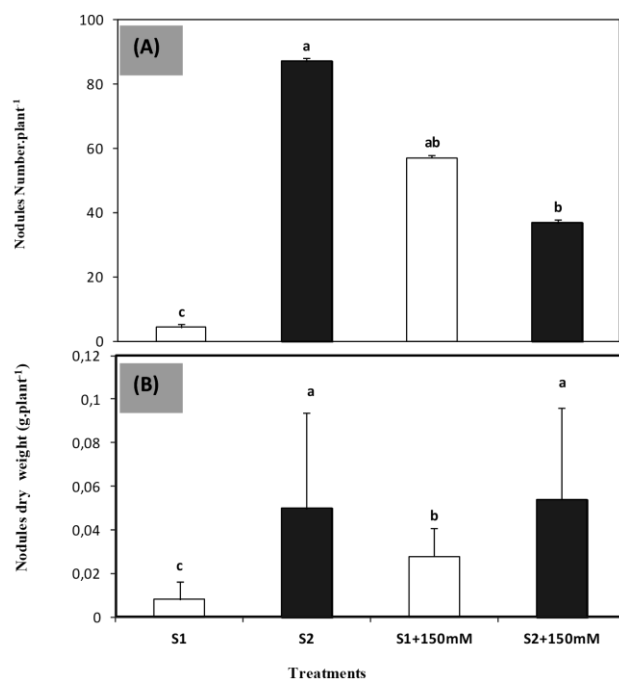 (A)
Nodules Number.plant⁻¹
100
80
60
40
20
0
c
a
ab
b
(B)
Nodules dry weight (g.plant⁻¹)
0,12
0,1
0,08
0,06
0,04
0,02
0
c
a
b
a
S1 S2 S1+150mM S2+150mM
Treatments